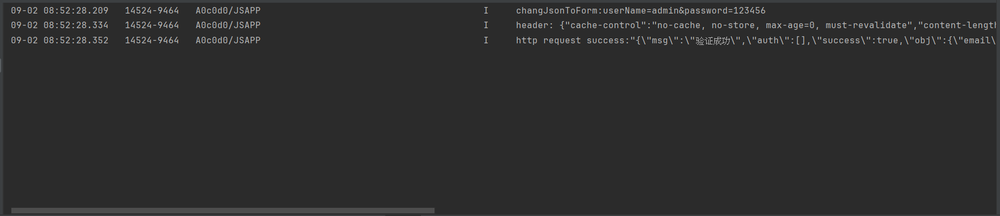 09-02 08:52:28.209 14524-9464 A0c0d0/JSAPP I changJsonToForm:userName=admin&password=123456
09-02 08:52:28.334 14524-9464 A0c0d0/JSAPP I header: {"cache-control":"no-cache, no-store, max-age=0, must-revalidate","content-length
09-02 08:52:28.352 14524-9464 A0c0d0/JSAPP I http request success:"{\"msg\":\"验证成功\",\"auth\":[],\"success\":true,\"obj\":{\"email\